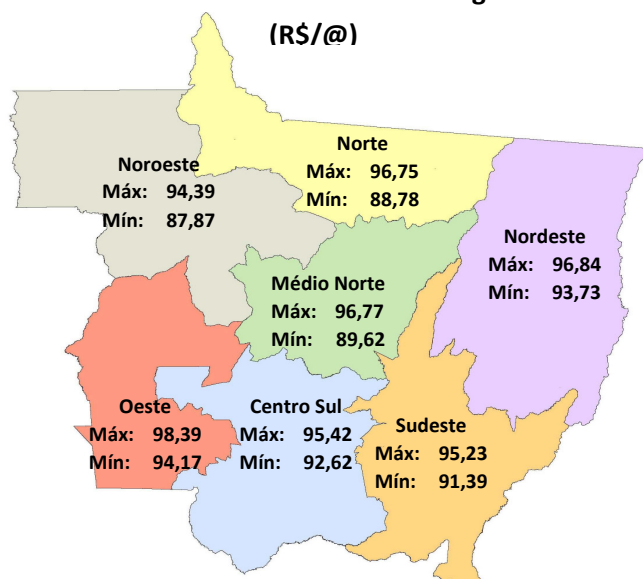 (R$/@)
Norte
Máx: 96,75
Mín: 88,78
Noroeste
Máx: 94,39
Mín: 87,87
Nordeste
Máx: 96,84
Mín: 93,73
Médio Norte
Máx: 96,77
Mín: 89,62
Oeste
Máx: 98,39
Mín: 94,17
Centro Sul
Máx: 95,42
Mín: 92,62
Sudeste
Máx: 95,23
Mín: 91,39